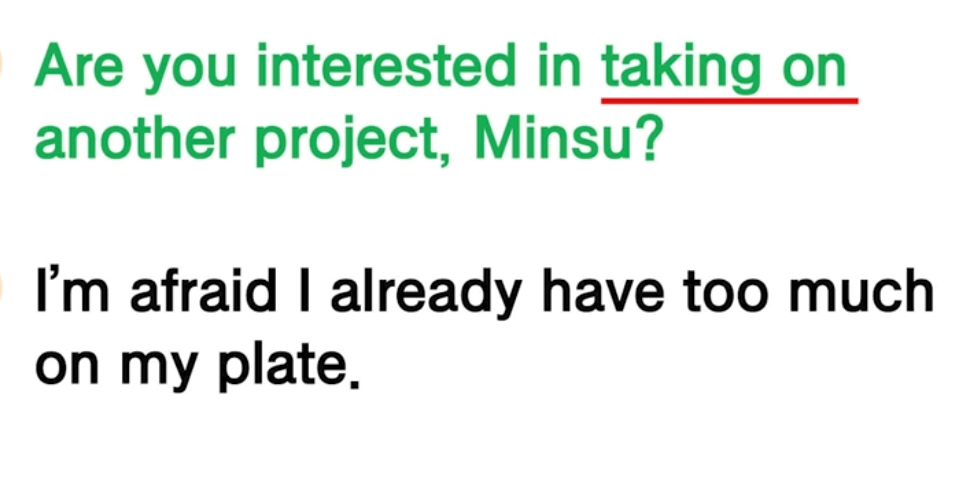 Are you interested in taking on
another project, Minsu?
I'm afraid I already have too much
on my plate.